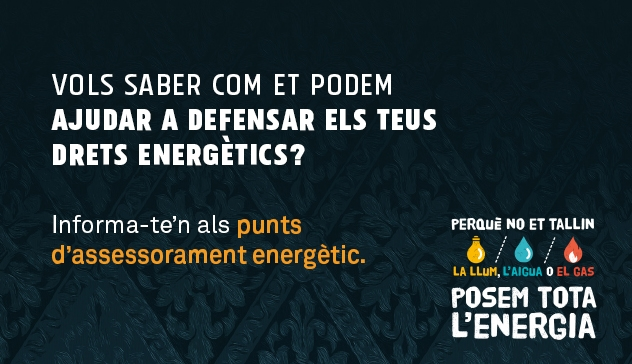 VOLS SABER COM ET PODEM
AJUDAR A DEFENSAR ELS TEUS
DRETS ENERGÈTICS?
Informa-te'n als punts
d'assessorament energètic.
PERQUÈ NO ET TALLIN
LA LLUM, L'AIGUA O EL GAS
POSEM TOTA
L'ENERGIA